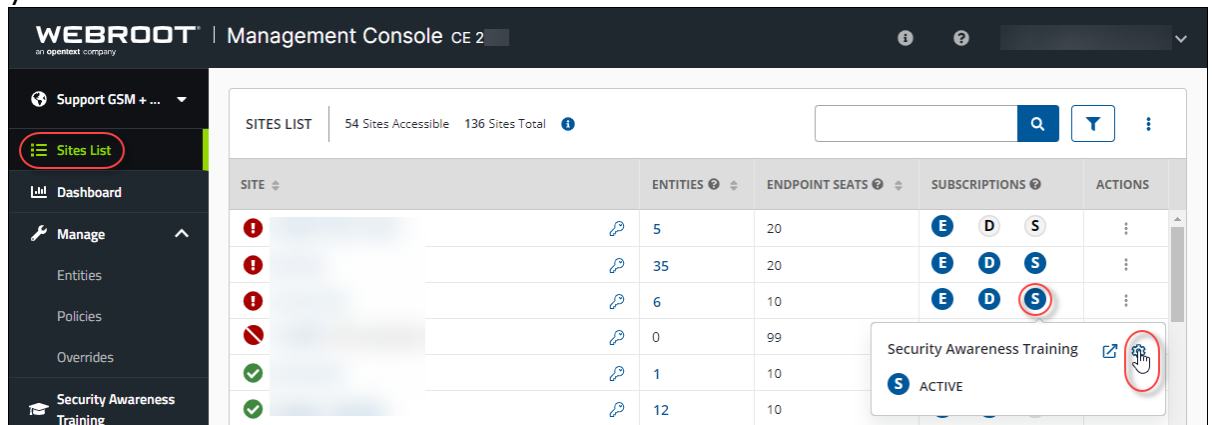 WEBROOT Management Console CE 2
an opentext company
Support GSM + ...
SITES LIST 54 Sites Accessible 136 Sites Total
Sites List
Dashboard
SITE ENTITIES ENDPOINT SEATS SUBSCRIPTIONS ACTIONS
Manage
5 20 E D S
Entities
35 20 E D S
Policies
6 10 E D S
Overrides
0 99
Security Awareness Training
1 10
S ACTIVE
Security Awareness
Training
12 10